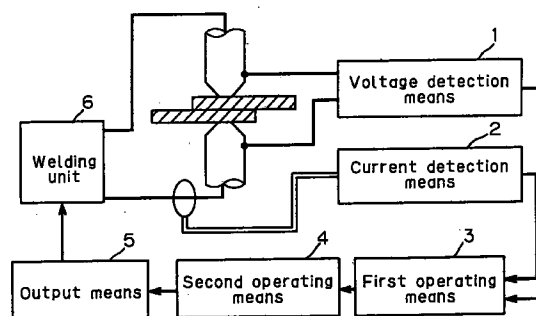 1
Voltage detection
means
6
Welding
unit
2
Current detection
means
5
Output means
4
Second operating
means
3
First operating
means